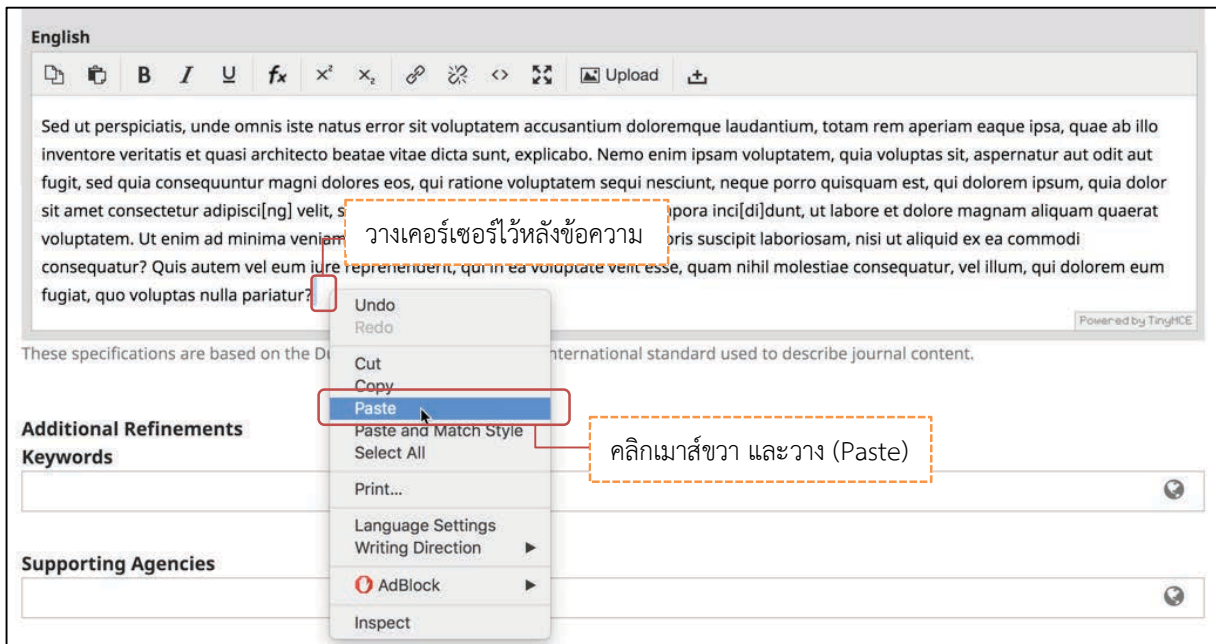 English
B I U fx x² x₂ <> Upload
Sed ut perspiciatis, unde omnis iste natus error sit voluptatem accusantium doloremque laudantium, totam rem aperiam eaque ipsa, quae ab illo
inventore veritatis et quasi architecto beatae vitae dicta sunt, explicabo. Nemo enim ipsam voluptatem, quia voluptas sit, aspernatur aut odit aut
fugit, sed quia consequuntur magni dolores eos, qui ratione voluptatem sequi nesciunt, neque porro quisquam est, qui dolorem ipsum, quia dolor
sit amet consectetur adipisci[ng] velit, s pora inci[di]dunt, ut labore et dolore magnam aliquam quaerat
วางเคอร์เซอร์ไว้หลังข้อความ
voluptatem. Ut enim ad minima veniam oris suscipit laboriosam, nisi ut aliquid ex ea commodi
consequatur? Quis autem vel eum iure reprehenderit, qui in ea voluptate velit esse, quam nihil molestiae consequatur, vel illum, qui dolorem eum
fugiat, quo voluptas nulla pariatur?
Powered by TinyMCE
These specifications are based on the Du nternational standard used to describe journal content.
Undo
Redo
Cut
Copy
Paste
Paste and Match Style
Select All
Print...
Language Settings
Writing Direction
AdBlock
Inspect
คลิกเมาส์ขวา และวาง (Paste)
Additional Refinements
Keywords
Supporting Agencies